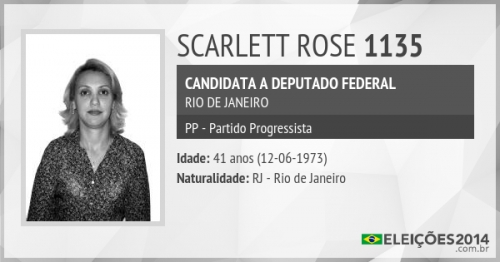 SCARLETT ROSE 1135
CANDIDATA A DEPUTADO FEDERAL
RIO DE JANEIRO
PP - Partido Progressista
Idade: 41 anos (12-06-1973)
Naturalidade: RJ - Rio de Janeiro
ELEIÇÕES2014
.com.br